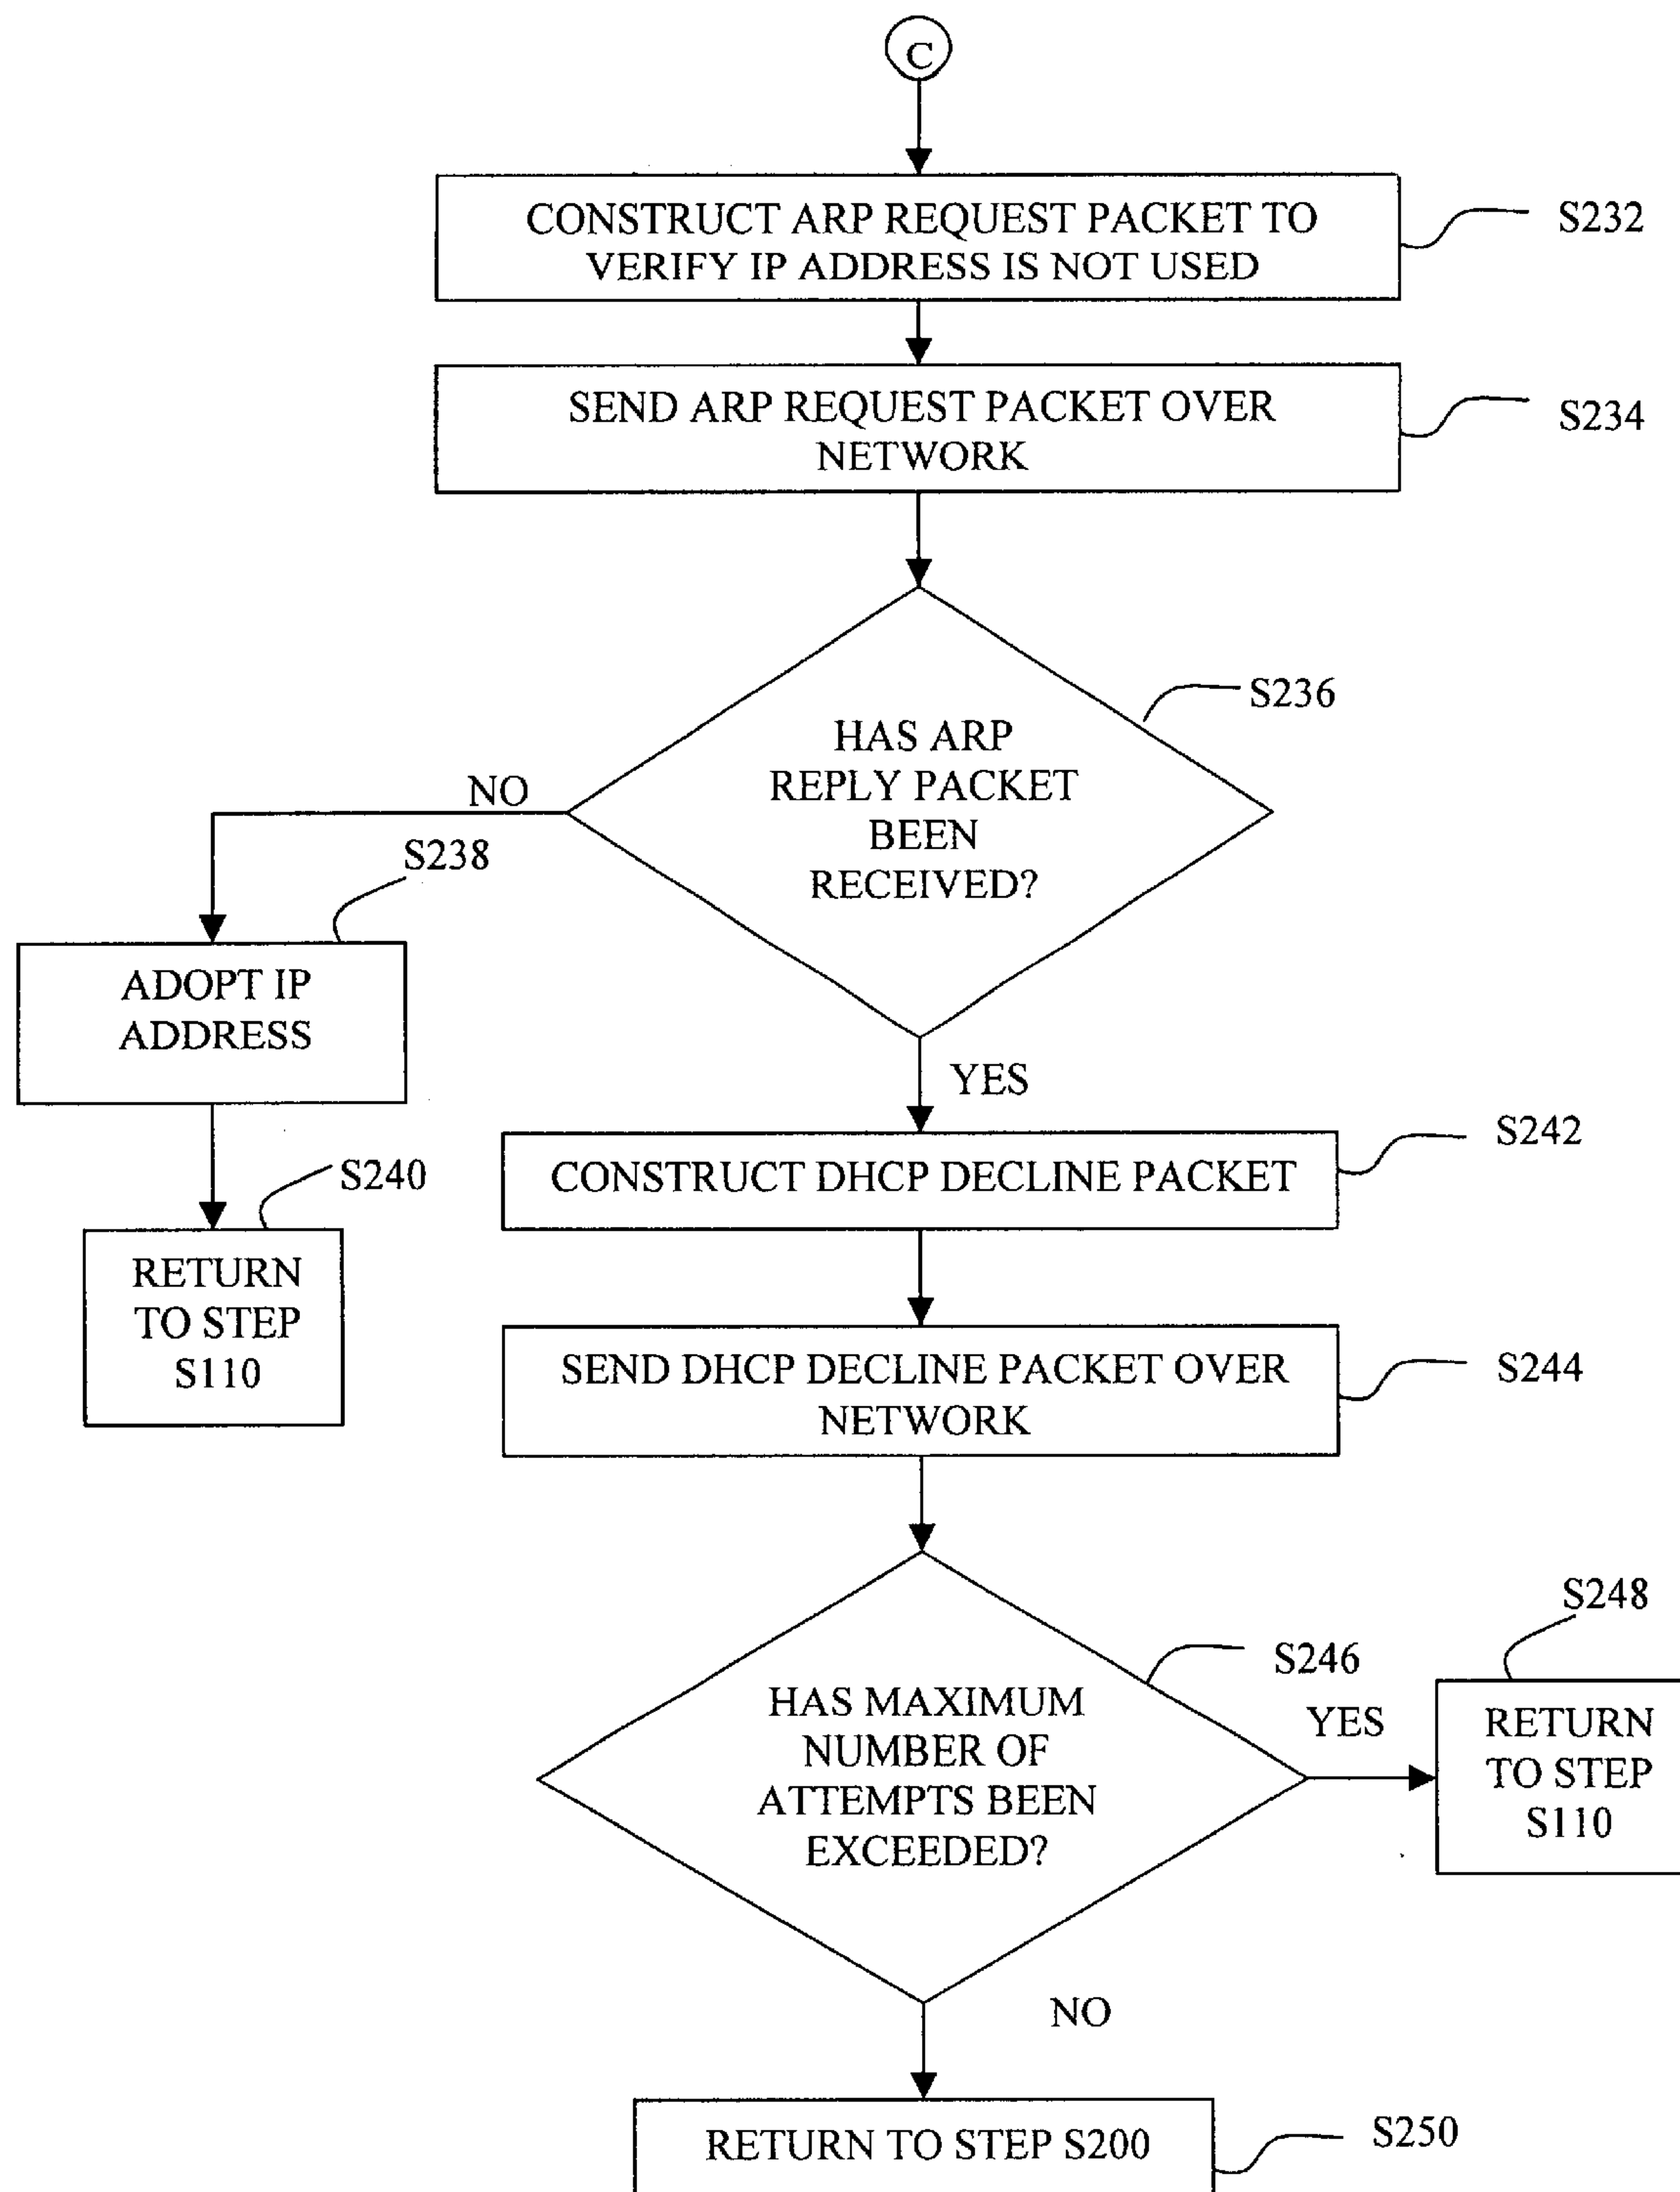 C
CONSTRUCT ARP REQUEST PACKET TO
VERIFY IP ADDRESS IS NOT USED
S232
SEND ARP REQUEST PACKET OVER
NETWORK
S234
HAS ARP
REPLY PACKET
BEEN
RECEIVED?
S236
NO
S238
ADOPT IP
ADDRESS
YES
S240
RETURN
TO STEP
S110
CONSTRUCT DHCP DECLINE PACKET
S242
SEND DHCP DECLINE PACKET OVER
NETWORK
S244
HAS MAXIMUM
NUMBER OF
ATTEMPTS BEEN
EXCEEDED?
S246
YES
S248
RETURN
TO STEP
S110
NO
RETURN TO STEP S200
S250